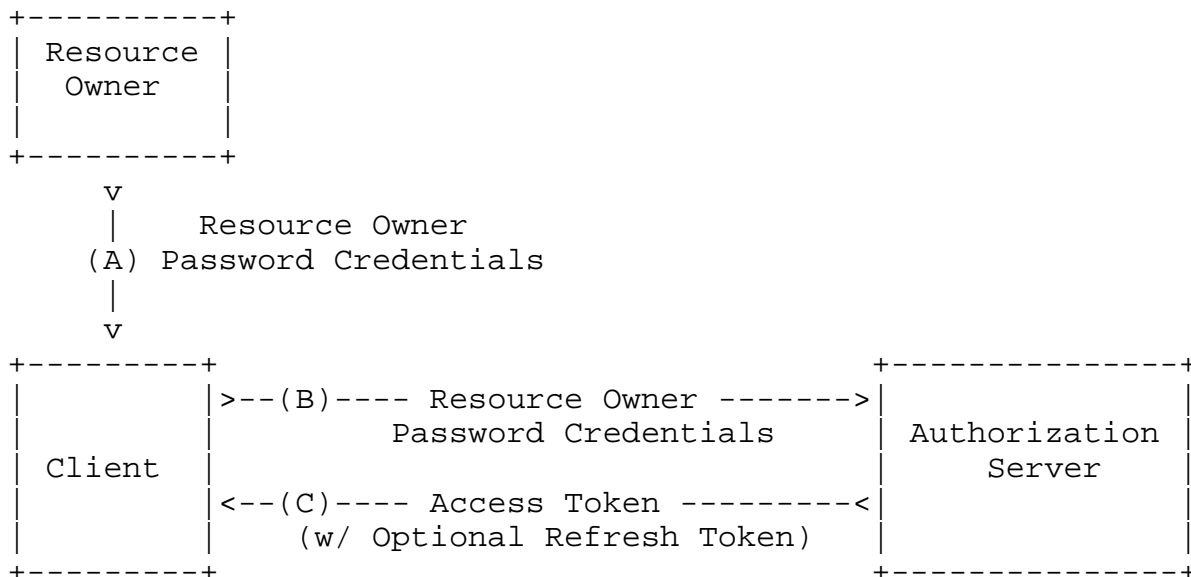 +----------+
| Resource |
|  Owner   |
|          |
+----------+
     v
     |    Resource Owner
    (A) Password Credentials
     |
     v
+---------+                                  +---------------+
|         |>--(B)---- Resource Owner ------->|               |
|         |         Password Credentials     | Authorization |
| Client  |                                  |     Server    |
|         |<--(C)---- Access Token ---------<|               |
|         |    (w/ Optional Refresh Token)   |               |
+---------+                                  +---------------+